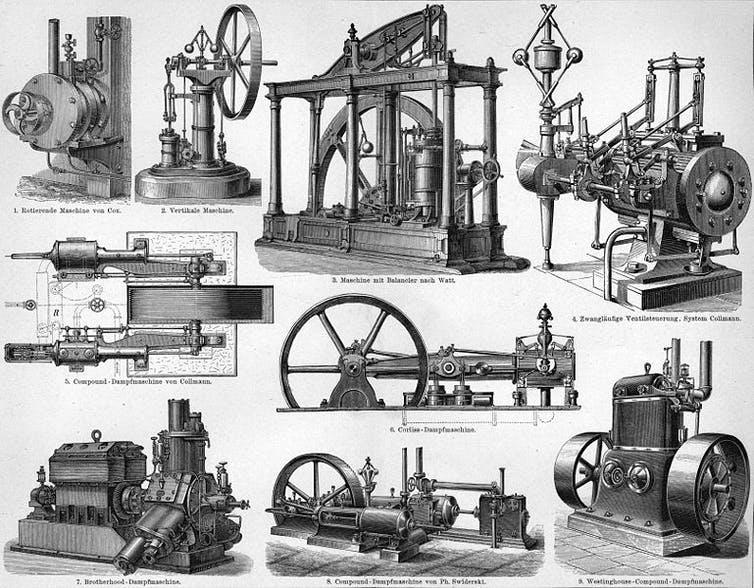 1. Rotierende Maschine von Cox.
2. Vertikale Maschine.
3. Maschine mit Balancier nach Watt.
4. Zwangläufige Ventilsteuerung, System Collmann.
R
5. Compound-Dampfmaschine von Collmann.
6. Corliss-Dampfmaschine.
7. Brotherhood-Dampfmaschine.
8. Compound-Dampfmaschine von Ph. Swiderski.
9. Westinghouse-Compound-Dampfmaschine.